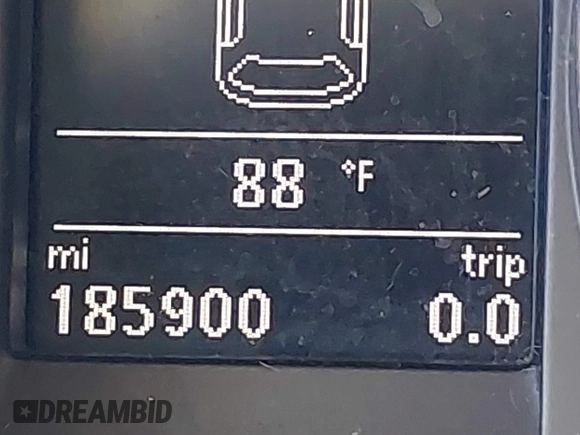 88 °F
mi trip
185900 0.0
DREAMBID